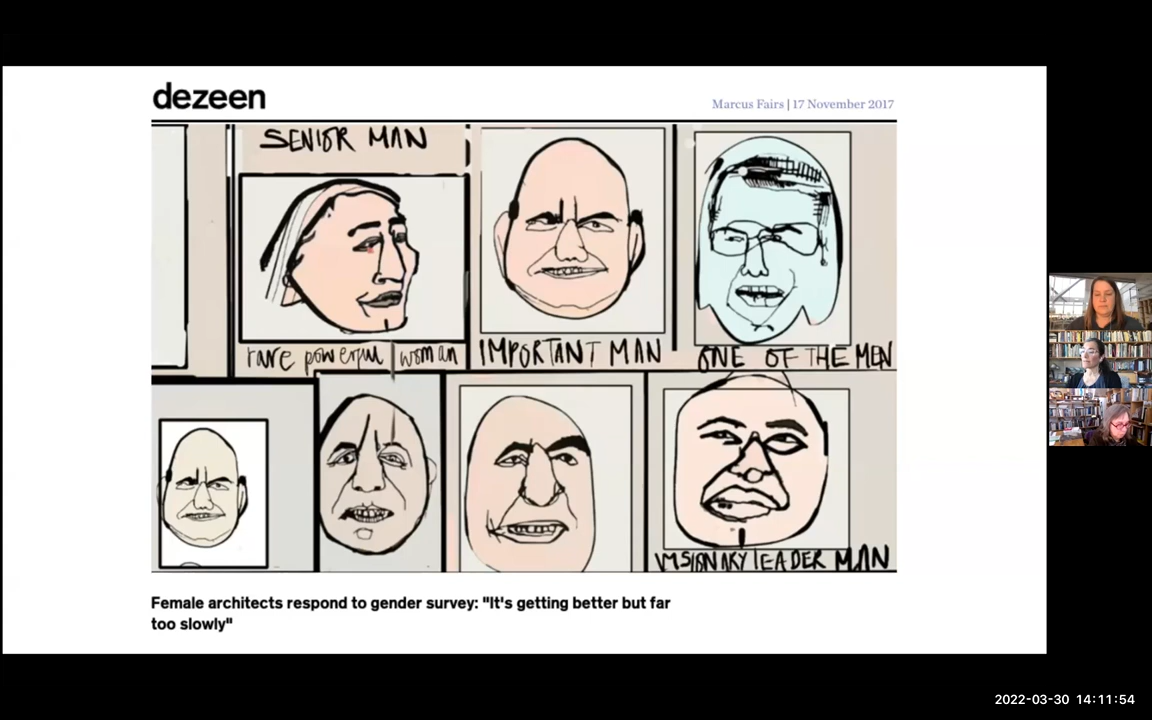 dezeen
Marcus Fairs | 17 November 2017
SENIOR MAN
rare powerful woman
IMPORTANT MAN
ONE OF THE MEN
VISIONARY LEADER MAN
Female architects respond to gender survey: "It's getting better but far
too slowly"
2022-03-30 14:11:54